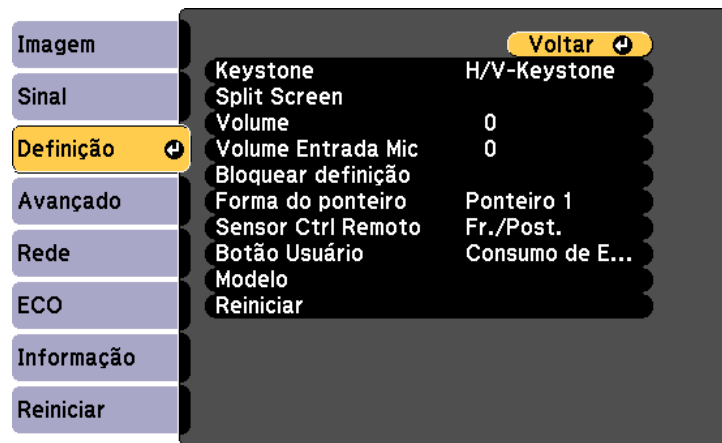 Imagem
Sinal
Definição
Avançado
Rede
ECO
Informação
Reiniciar
Voltar
Keystone H/V-Keystone
Split Screen
Volume 0
Volume Entrada Mic 0
Bloquear definição
Forma do ponteiro Ponteiro 1
Sensor Ctrl Remoto Fr./Post.
Botão Usuário Consumo de E...
Modelo
Reiniciar